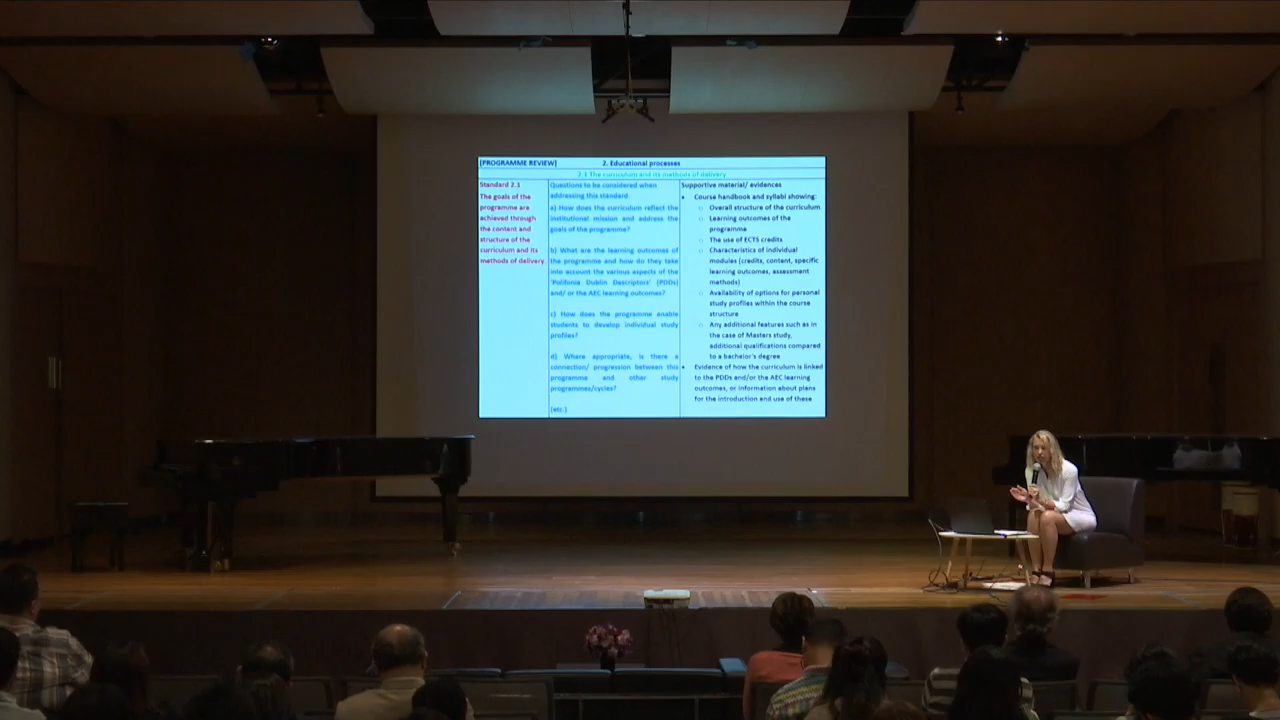 [PROGRAMME REVIEW] 2. Educational processes
2.1 The curriculum and its methods of delivery
Standard 2.1
The goals of the
programme are
achieved through
the content and
structure of the
curriculum and its
methods of delivery.
Questions to be considered when
addressing this standard
a) How does the curriculum reflect the
institutional mission and address the
goals of the programme?
b) What are the learning outcomes of
the programme and how do they take
into account the various aspects of the
'Polifonia Dublin Descriptors' (PDDs)
and/ or the AEC learning outcomes?
c) How does the programme enable
students to develop individual study
profiles?
d) Where appropriate, is there a
connection/ progression between this
programme and other study
programmes/cycles?
(etc.)
Supportive material/ evidences
• Course handbook and syllabi showing:
○ Overall structure of the curriculum
○ Learning outcomes of the
programme
○ The use of ECTS credits
○ Characteristics of individual
modules (credits, content, specific
learning outcomes, assessment
methods)
○ Availability of options for personal
study profiles within the course
structure
○ Any additional features such as in
the case of Masters study,
additional qualifications compared
to a bachelor's degree
• Evidence of how the curriculum is linked
to the PDDs and/or the AEC learning
outcomes, or information about plans
for the introduction and use of these